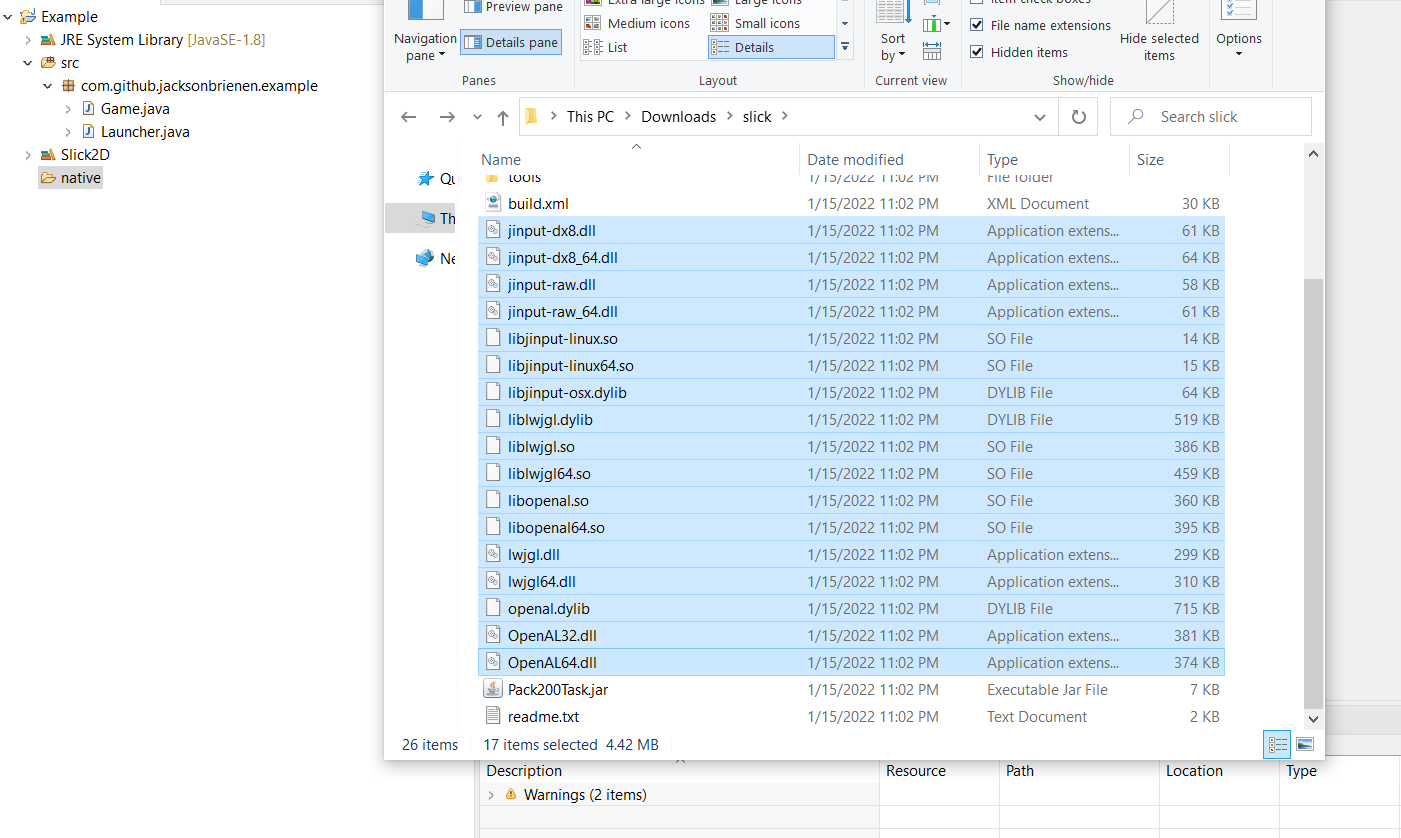 Example
JRE System Library [JavaSE-1.8]
src
com.github.jacksonbrienen.example
Game.java
Launcher.java
Slick2D
native
Preview pane
Navigation pane
Details pane
Panes
Extra large icons
Large icons
Medium icons
Small icons
List
Details
Layout
Sort by
Current view
Item check boxes
File name extensions
Hidden items
Hide selected items
Show/hide
Options
This PC > Downloads > slick >
Search slick
Qu
Th
Ne
Name Date modified Type Size
tools 1/15/2022 11:02 PM File folder
build.xml 1/15/2022 11:02 PM XML Document 30 KB
jinput-dx8.dll 1/15/2022 11:02 PM Application extens... 61 KB
jinput-dx8_64.dll 1/15/2022 11:02 PM Application extens... 64 KB
jinput-raw.dll 1/15/2022 11:02 PM Application extens... 58 KB
jinput-raw_64.dll 1/15/2022 11:02 PM Application extens... 61 KB
libjinput-linux.so 1/15/2022 11:02 PM SO File 14 KB
libjinput-linux64.so 1/15/2022 11:02 PM SO File 15 KB
libjinput-osx.dylib 1/15/2022 11:02 PM DYLIB File 64 KB
liblwjgl.dylib 1/15/2022 11:02 PM DYLIB File 519 KB
liblwjgl.so 1/15/2022 11:02 PM SO File 386 KB
liblwjgl64.so 1/15/2022 11:02 PM SO File 459 KB
libopenal.so 1/15/2022 11:02 PM SO File 360 KB
libopenal64.so 1/15/2022 11:02 PM SO File 395 KB
lwjgl.dll 1/15/2022 11:02 PM Application extens... 299 KB
lwjgl64.dll 1/15/2022 11:02 PM Application extens... 310 KB
openal.dylib 1/15/2022 11:02 PM DYLIB File 715 KB
OpenAL32.dll 1/15/2022 11:02 PM Application extens... 381 KB
OpenAL64.dll 1/15/2022 11:02 PM Application extens... 374 KB
Pack200Task.jar 1/15/2022 11:02 PM Executable Jar File 7 KB
readme.txt 1/15/2022 11:02 PM Text Document 2 KB
26 items 17 items selected 4.42 MB
Description Resource Path Location Type
Warnings (2 items)